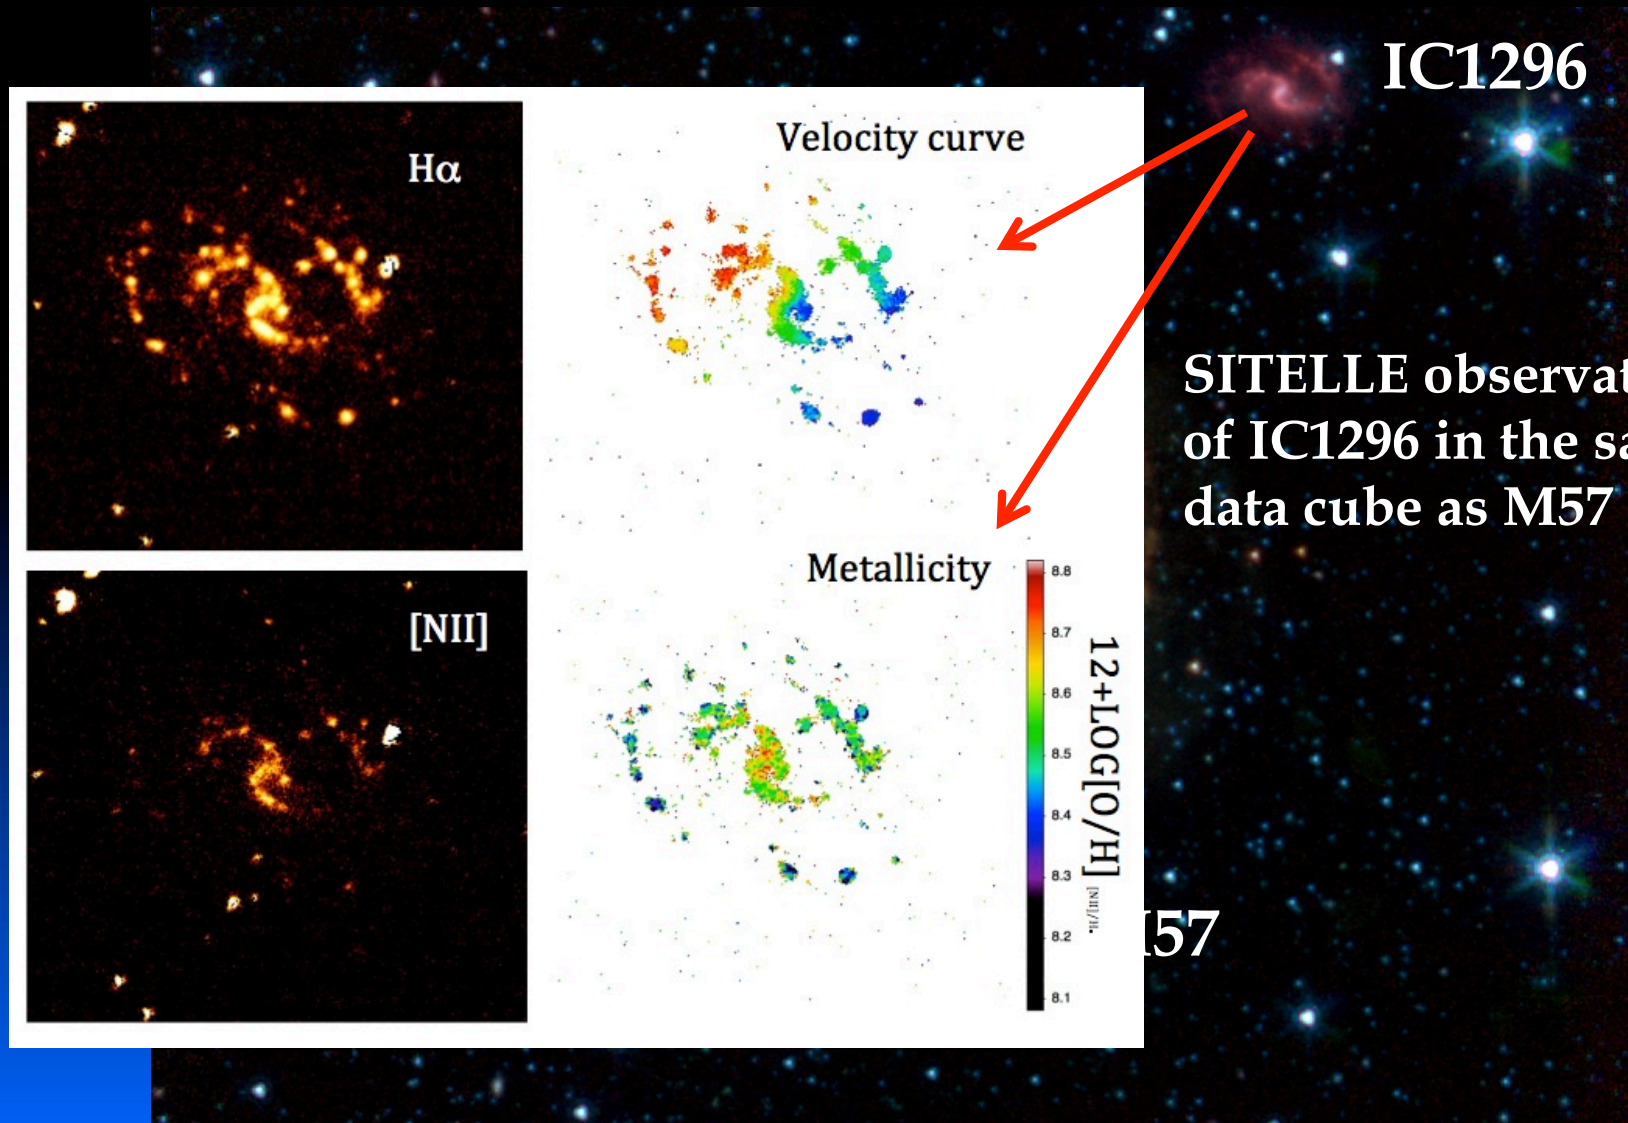 IC1296
Hα
Velocity curve
SITELLE observat
of IC1296 in the sa
data cube as M57
Metallicity
[NII]
8.8
8.7
8.6
8.5
8.4
8.3
8.2
8.1
12+LOG[O/H]
57